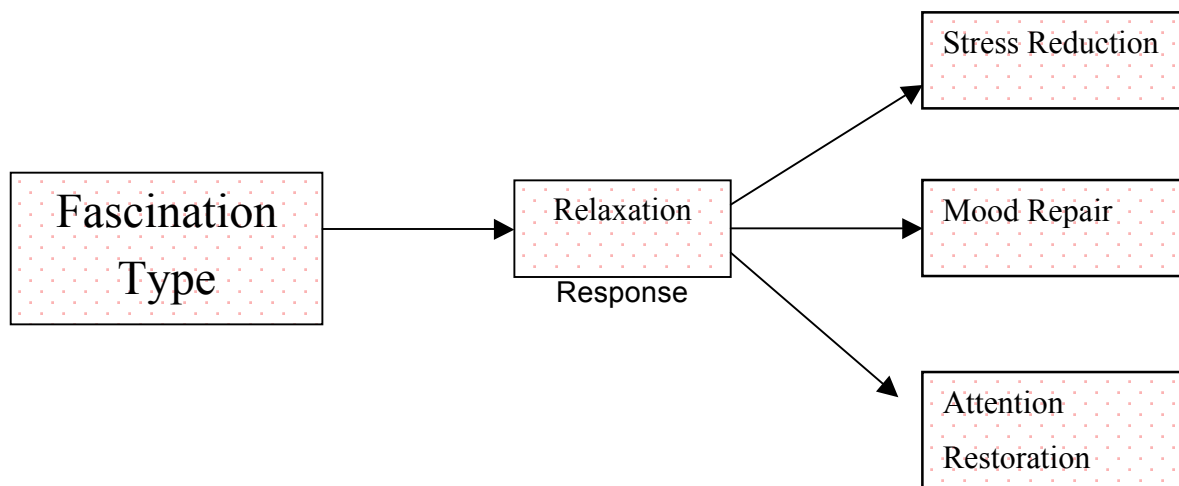 Fascination
Type
Relaxation
Response
Stress Reduction
Mood Repair
Attention
Restoration